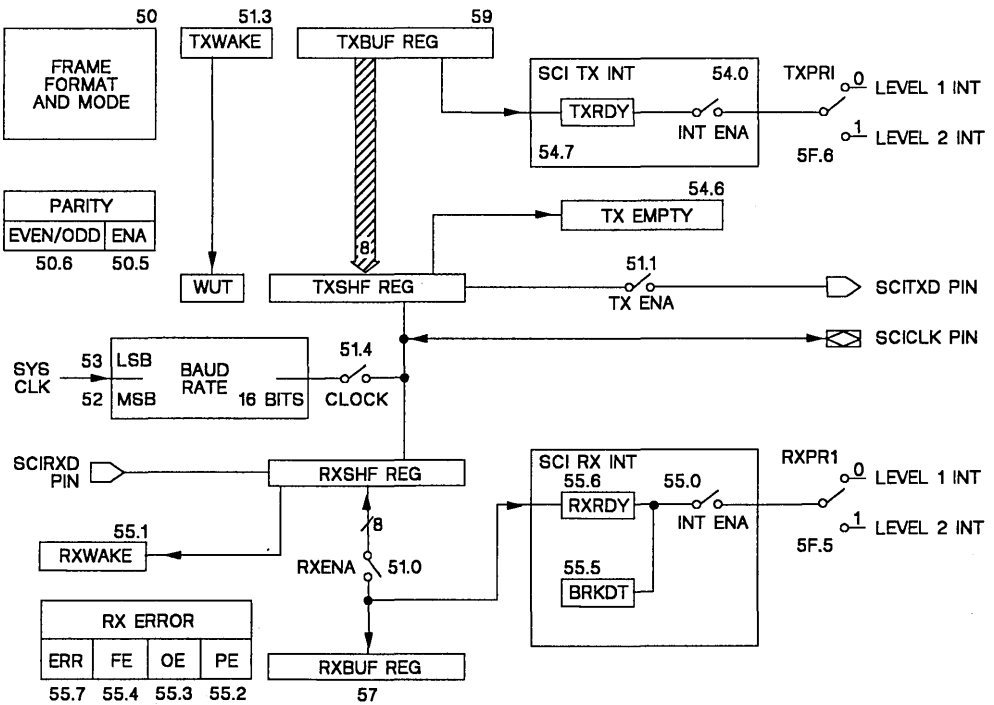 50
FRAME
FORMAT
AND MODE
51.3
TXWAKE
59
TXBUF REG
SCI TX INT
54.0
TXRDY
INT ENA
54.7
TXPRI
0
LEVEL 1 INT
1
LEVEL 2 INT
5F.6
PARITY
EVEN/ODD
ENA
50.6
50.5
8
54.6
TX EMPTY
WUT
TXSHF REG
51.1
TX ENA
SCITXD PIN
SCICLK PIN
SYS
CLK
53
LSB
52
MSB
BAUD
RATE
16 BITS
51.4
CLOCK
SCIRXD
PIN
RXSHF REG
55.1
RXWAKE
8
RXENA
51.0
SCI RX INT
55.6
RXRDY
55.0
INT ENA
55.5
BRKDT
RXPR1
0
LEVEL 1 INT
1
LEVEL 2 INT
5F.5
RX ERROR
ERR
FE
OE
PE
55.7
55.4
55.3
55.2
RXBUF REG
57